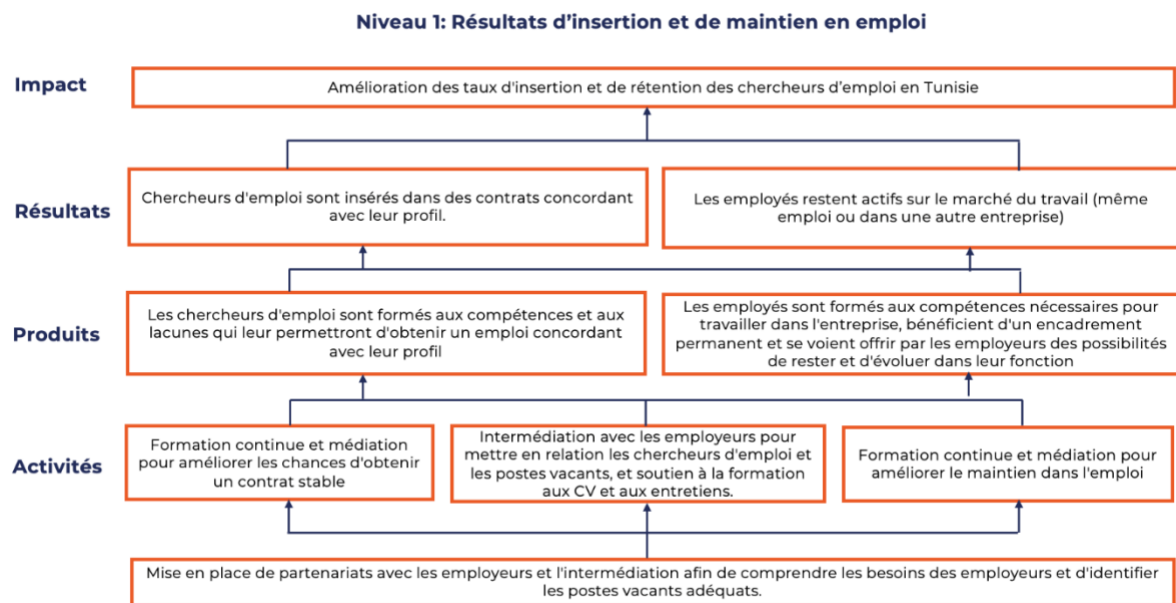 Niveau 1: Résultats d’insertion et de maintien en emploi
Impact
Amélioration des taux d'insertion et de rétention des chercheurs d’emploi en Tunisie
Résultats
Chercheurs d'emploi sont insérés dans des contrats concordant
avec leur profil.
Les employés restent actifs sur le marché du travail (même
emploi ou dans une autre entreprise)
Produits
Les chercheurs d'emploi sont formés aux compétences et aux
lacunes qui leur permettront d'obtenir un emploi concordant
avec leur profil
Les employés sont formés aux compétences nécessaires pour
travailler dans l'entreprise, bénéficient d'un encadrement
permanent et se voient offrir par les employeurs des possibilités
de rester et d'évoluer dans leur fonction
Activités
Formation continue et médiation
pour améliorer les chances d'obtenir
un contrat stable
Intermédiation avec les employeurs pour
mettre en relation les chercheurs d'emploi et
les postes vacants, et soutien à la formation
aux CV et aux entretiens.
Formation continue et médiation pour
améliorer le maintien dans l'emploi
Mise en place de partenariats avec les employeurs et l'intermédiation afin de comprendre les besoins des employeurs et d'identifier
les postes vacants adéquats.